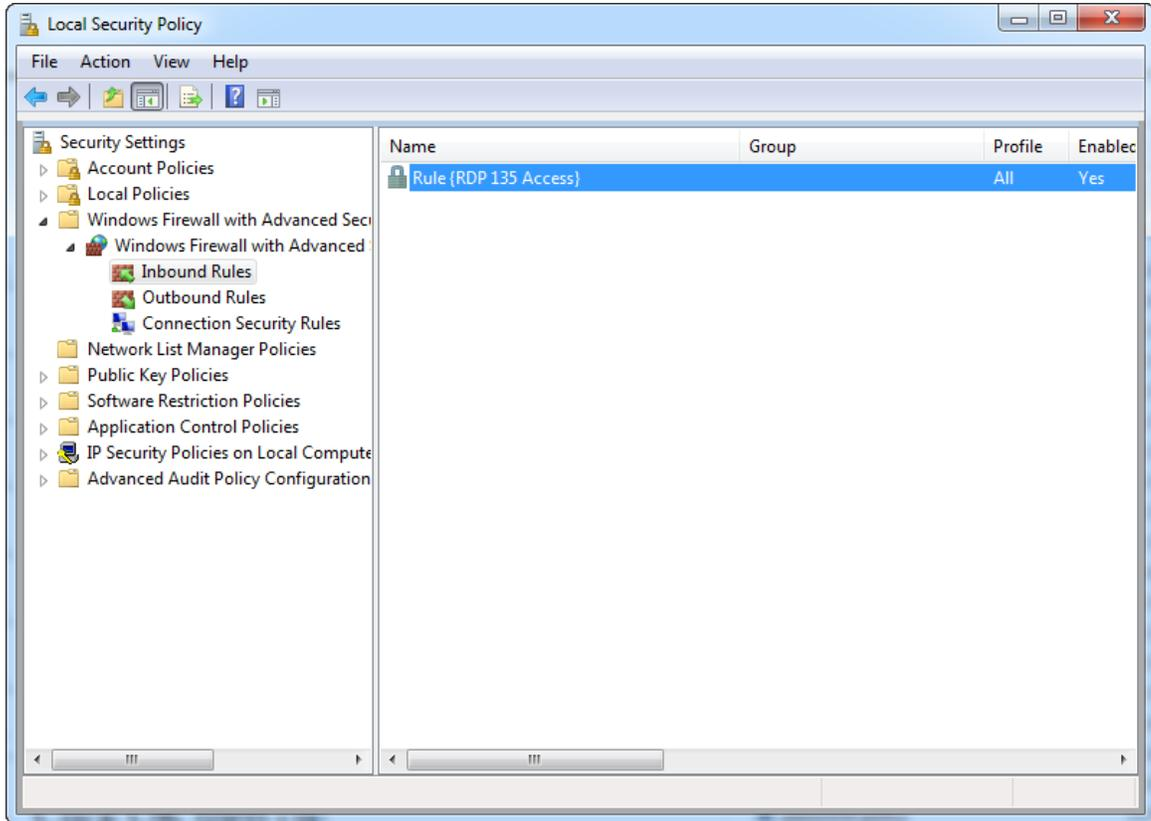 Local Security Policy
File Action View Help
Security Settings
Account Policies
Local Policies
Windows Firewall with Advanced Secu
Windows Firewall with Advanced
Inbound Rules
Outbound Rules
Connection Security Rules
Network List Manager Policies
Public Key Policies
Software Restriction Policies
Application Control Policies
IP Security Policies on Local Compute
Advanced Audit Policy Configuration
Name Group Profile Enabled
Rule {RDP 135 Access} All Yes